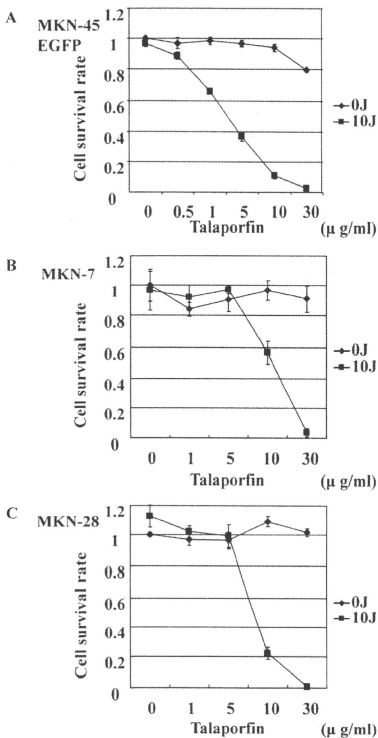 A
MKN-45
EGFP
Cell survival rate
1.2
1
0.8
0.6
0.4
0.2
0
0 0.5 1 5 10 30
Talaporfin (μ g/ml)
0J
10J
B
MKN-7
Cell survival rate
1.2
1
0.8
0.6
0.4
0.2
0
0 1 5 10 30
Talaporfin (μ g/ml)
0J
10J
C
MKN-28
Cell survival rate
1.2
1
0.8
0.6
0.4
0.2
0
0 1 5 10 30
Talaporfin (μ g/ml)
0J
10J